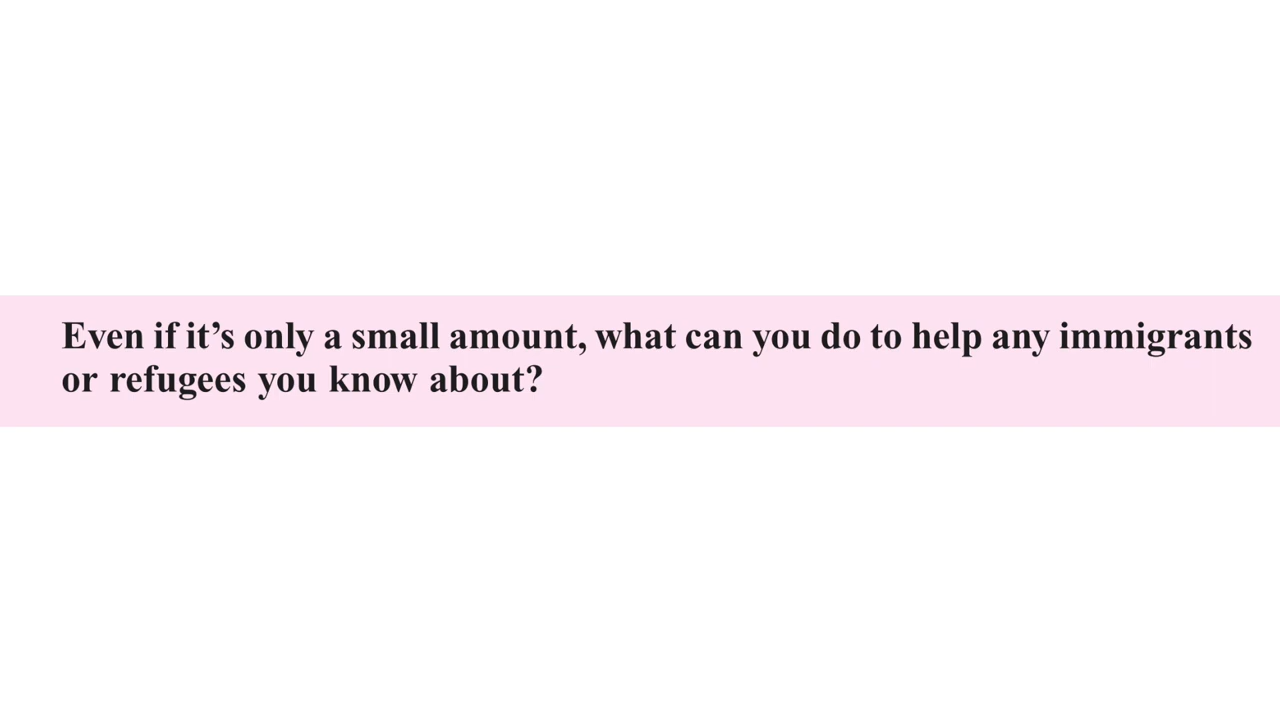 Even if it’s only a small amount, what can you do to help any immigrants
or refugees you know about?